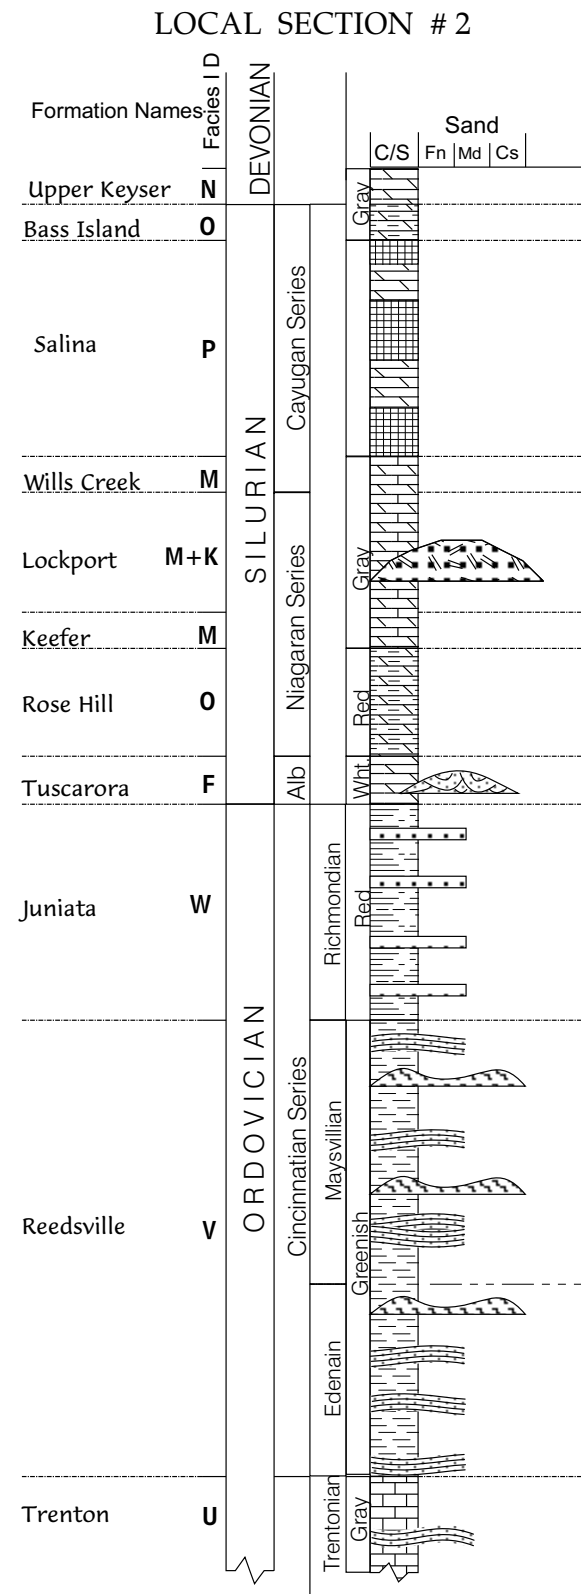 LOCAL SECTION # 2
Formation Names
Facies I D
DEVONIAN
Sand
C/S Fn Md Cs
Upper Keyser N
Gray
Bass Island O
Salina P
Cayugan Series
SILURIAN
Wills Creek M
Lockport M+K
Gray
Niagaran Series
Keefer M
Rose Hill O
Red
Tuscarora F
Alb
Wht.
Juniata W
Richmondian
Red
ORDOVICIAN
Cincinnatian Series
Maysvillian
Reedsville V
Greenish
Edenain
Trenton U
Trentonian
Gray